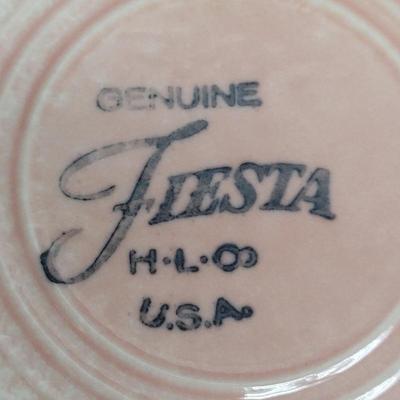 GENUINE
FIESTA
H·L·Co
U.S.A.